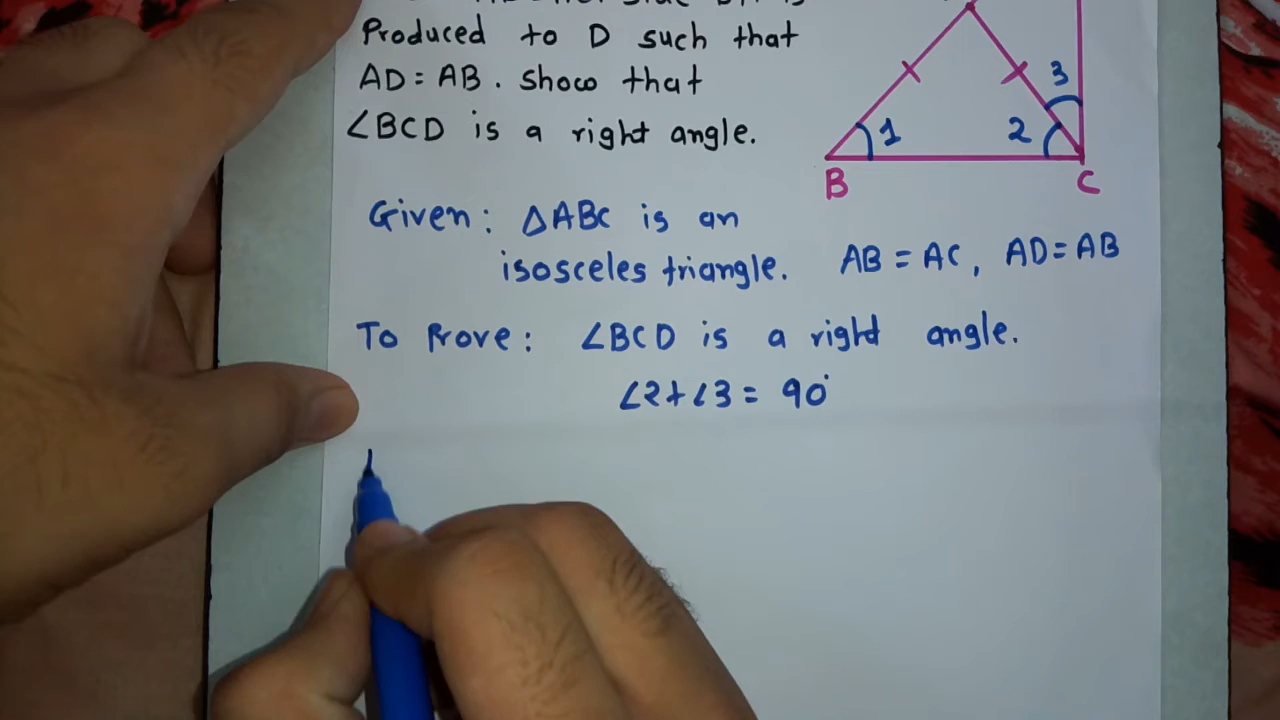 Produced to D such that
3
AD = AB . show that
1
2
∠BCD is a right angle.
B
C
Given : △ABC is an
isosceles triangle. AB = AC, AD = AB
To Prove : ∠BCD is a right angle.
∠2+∠3 = 90°